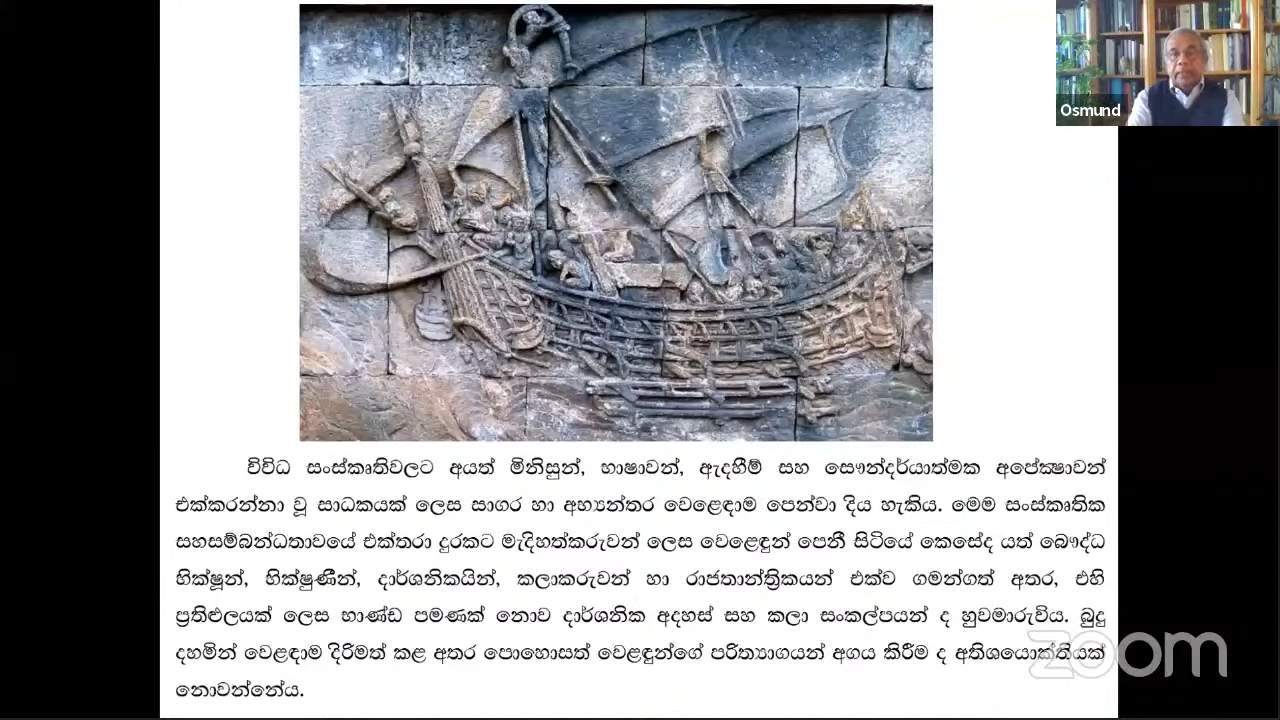 Osmund
විවිධ සංස්කෘතිවලට අයත් මිනිසුන්, භාෂාවන්, ඇදහීම් සහ සෞන්දර්යාත්මක අපේක්‍ෂාවන්
එක්කරන්නා වූ සාධකයක් ලෙස සාගර හා අභ්‍යන්තර වෙළෙඳාම පෙන්වා දිය හැකිය. මෙම සංස්කෘතික
සහසම්බන්ධතාවයේ එක්තරා දුරකට මැදිහත්කරුවන් ලෙස වෙළෙඳුන් පෙනී සිටියේ කෙසේද යත් බෞද්ධ
භික්ෂූන්, භික්ෂුණීන්, දාර්ශනිකයින්, කලාකරුවන් හා රාජතාන්ත්‍රිකයන් එක්ව ගමන්ගත් අතර, එහි
ප්‍රතිඵලයක් ලෙස භාණ්ඩ පමණක් නොව දාර්ශනික අදහස් සහ කලා සංකල්පයන් ද හුවමාරුවිය. බුදු
දහමින් වෙළඳාම දිරිමත් කළ අතර පොහොසත් වෙළඳුන්ගේ පරිත්‍යාගයන් අගය කිරීම ද අතිශයොක්තියක්
නොවන්නේය.
zoom